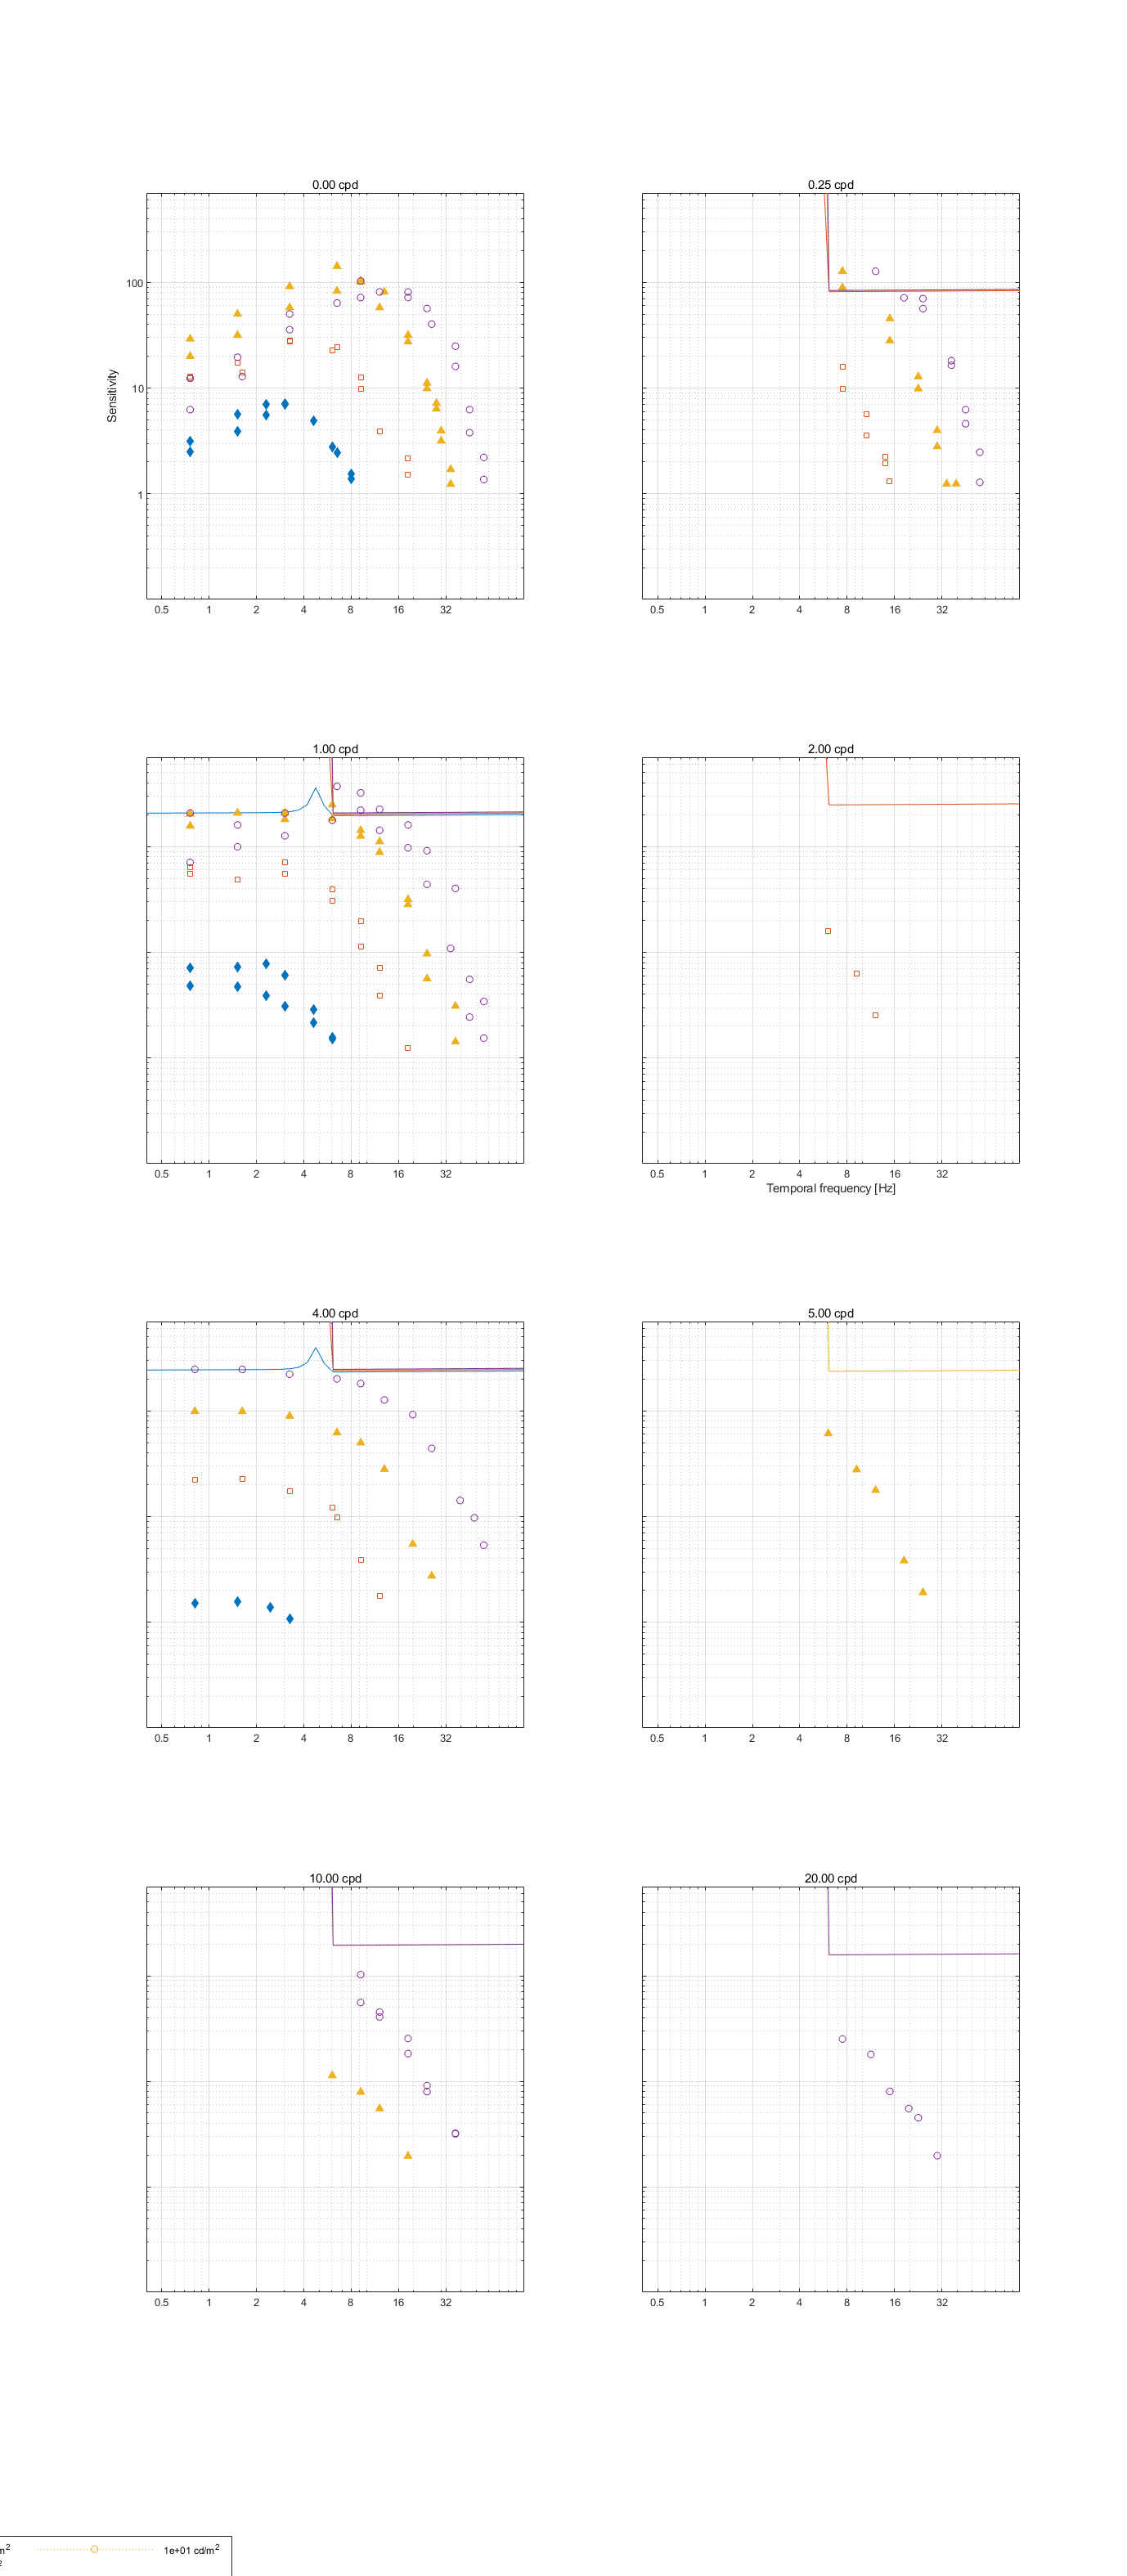 0.00 cpd
0.25 cpd
100
10
1
Sensitivity
0.5 1 2 4 8 16 32
0.5 1 2 4 8 16 32
1.00 cpd
2.00 cpd
0.5 1 2 4 8 16 32
0.5 1 2 4 8 16 32
Temporal frequency [Hz]
4.00 cpd
5.00 cpd
0.5 1 2 4 8 16 32
0.5 1 2 4 8 16 32
10.00 cpd
20.00 cpd
0.5 1 2 4 8 16 32
0.5 1 2 4 8 16 32
m² 1e+01 cd/m²
2